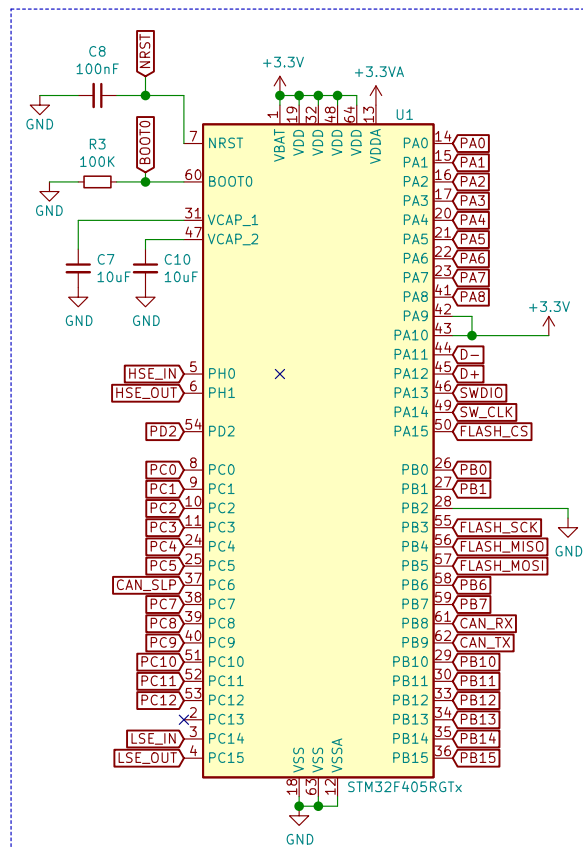 C8
100nF
NRST
GND
R3
100K
BOOT0
GND
+3.3V
+3.3VA
U1
1 VBAT
19 VDD
32 VDD
48 VDD
64 VDD
13 VDDA
7 NRST
60 BOOT0
31 VCAP_1
47 VCAP_2
C7
10uF
GND
C10
10uF
GND
HSE_IN 5 PH0
HSE_OUT 6 PH1
PD2 54 PD2
PC0 8 PC0
PC1 9 PC1
PC2 10 PC2
PC3 11 PC3
PC4 24 PC4
PC5 25 PC5
CAN_SLP 37 PC6
PC7 38 PC7
PC8 39 PC8
PC9 40 PC9
PC10 51 PC10
PC11 52 PC11
PC12 53 PC12
2 PC13
LSE_IN 3 PC14
LSE_OUT 4 PC15
PA0 14 PA0
PA1 15 PA1
PA2 16 PA2
PA3 17 PA3
PA4 20 PA4
PA5 21 PA5
PA6 22 PA6
PA7 23 PA7
PA8 41 PA8
PA9 42
PA10 43
+3.3V
PA11 44 D-
PA12 45 D+
PA13 46 SWDIO
PA14 49 SW_CLK
PA15 50 FLASH_CS
PB0 26 PB0
PB1 27 PB1
PB2 28
GND
PB3 55 FLASH_SCK
PB4 56 FLASH_MISO
PB5 57 FLASH_MOSI
PB6 58 PB6
PB7 59 PB7
PB8 61 CAN_RX
PB9 62 CAN_TX
PB10 29 PB10
PB11 30 PB11
PB12 33 PB12
PB13 34 PB13
PB14 35 PB14
PB15 36 PB15
18 VSS
63 VSS
12 VSSA
STM32F405RGTx
GND